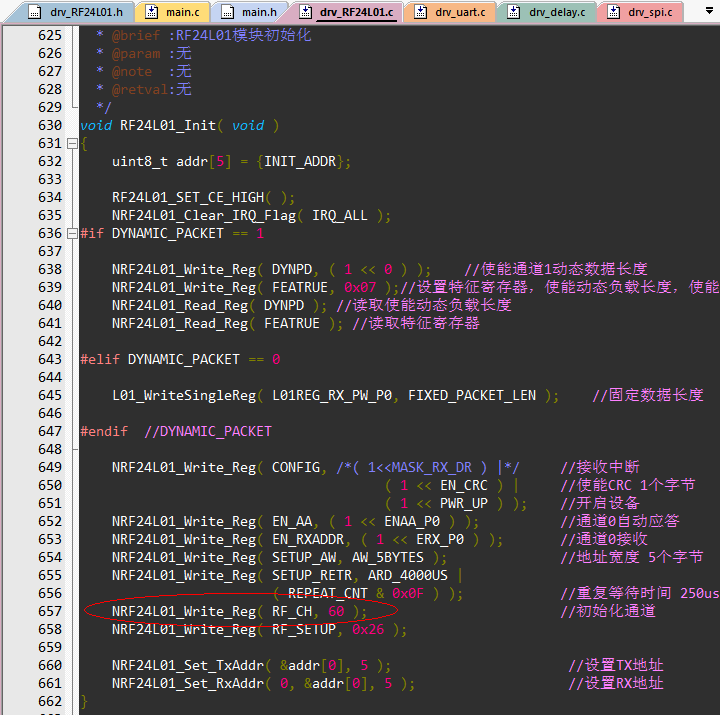 drv_RF24L01.h main.c main.h drv_RF24L01.c drv_uart.c drv_delay.c drv_spi.c
625 * @brief :RF24L01模块初始化
626 * @param :无
627 * @note :无
628 * @retval:无
629 */
630 void RF24L01_Init( void )
631 {
632 uint8_t addr[5] = {INIT_ADDR};
633
634 RF24L01_SET_CE_HIGH( );
635 NRF24L01_Clear_IRQ_Flag( IRQ_ALL );
636 #if DYNAMIC_PACKET == 1
637
638 NRF24L01_Write_Reg( DYNPD, ( 1 << 0 ) ); //使能通道1动态数据长度
639 NRF24L01_Write_Reg( FEATRUE, 0x07 );//设置特征寄存器，使能动态负载长度，使能
640 NRF24L01_Read_Reg( DYNPD ); //读取使能动态负载长度
641 NRF24L01_Read_Reg( FEATRUE ); //读取特征寄存器
642
643 #elif DYNAMIC_PACKET == 0
644
645 L01_WriteSingleReg( L01REG_RX_PW_P0, FIXED_PACKET_LEN ); //固定数据长度
646
647 #endif //DYNAMIC_PACKET
648
649 NRF24L01_Write_Reg( CONFIG, /*( 1<<MASK_RX_DR ) |*/ //接收中断
650 ( 1 << EN_CRC ) | //使能CRC 1个字节
651 ( 1 << PWR_UP ) ); //开启设备
652 NRF24L01_Write_Reg( EN_AA, ( 1 << ENAA_P0 ) ); //通道0自动应答
653 NRF24L01_Write_Reg( EN_RXADDR, ( 1 << ERX_P0 ) ); //通道0接收
654 NRF24L01_Write_Reg( SETUP_AW, AW_5BYTES ); //地址宽度 5个字节
655 NRF24L01_Write_Reg( SETUP_RETR, ARD_4000US |
656 ( REPEAT_CNT & 0x0F ) ); //重复等待时间 250us
657 NRF24L01_Write_Reg( RF_CH, 60 ); //初始化通道
658 NRF24L01_Write_Reg( RF_SETUP, 0x26 );
659
660 NRF24L01_Set_TxAddr( &addr[0], 5 ); //设置TX地址
661 NRF24L01_Set_RxAddr( 0, &addr[0], 5 ); //设置RX地址
662 }